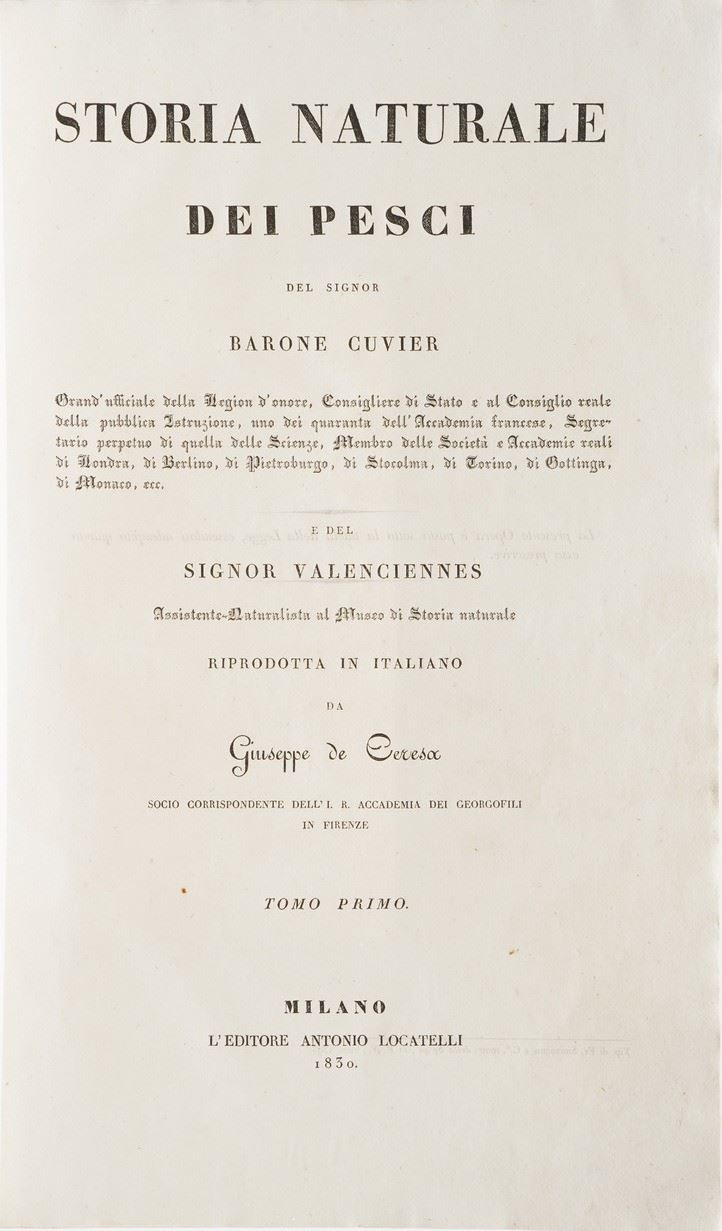 STORIA NATURALE
DEI PESCI
DEL SIGNOR
BARONE CUVIER
Grand'ufficiale della Legion d'onore, Consigliere di Stato e al Consiglio reale
della pubblica Istruzione, uno dei quaranta dell'Accademia francese, Segre-
tario perpetuo di quella delle Scienze, Membro delle Società e Accademie reali
di Londra, di Berlino, di Pietroburgo, di Stocolma, di Torino, di Gottinga,
di Monaco, ecc.
E DEL
SIGNOR VALENCIENNES
Assistente-Naturalista al Museo di Storia naturale
RIPRODOTTA IN ITALIANO
DA
Giuseppe de Ceresa
SOCIO CORRISPONDENTE DELL'I. R. ACCADEMIA DEI GEORGOFILI
IN FIRENZE
TOMO PRIMO.
MILANO
L'EDITORE ANTONIO LOCATELLI
1830.